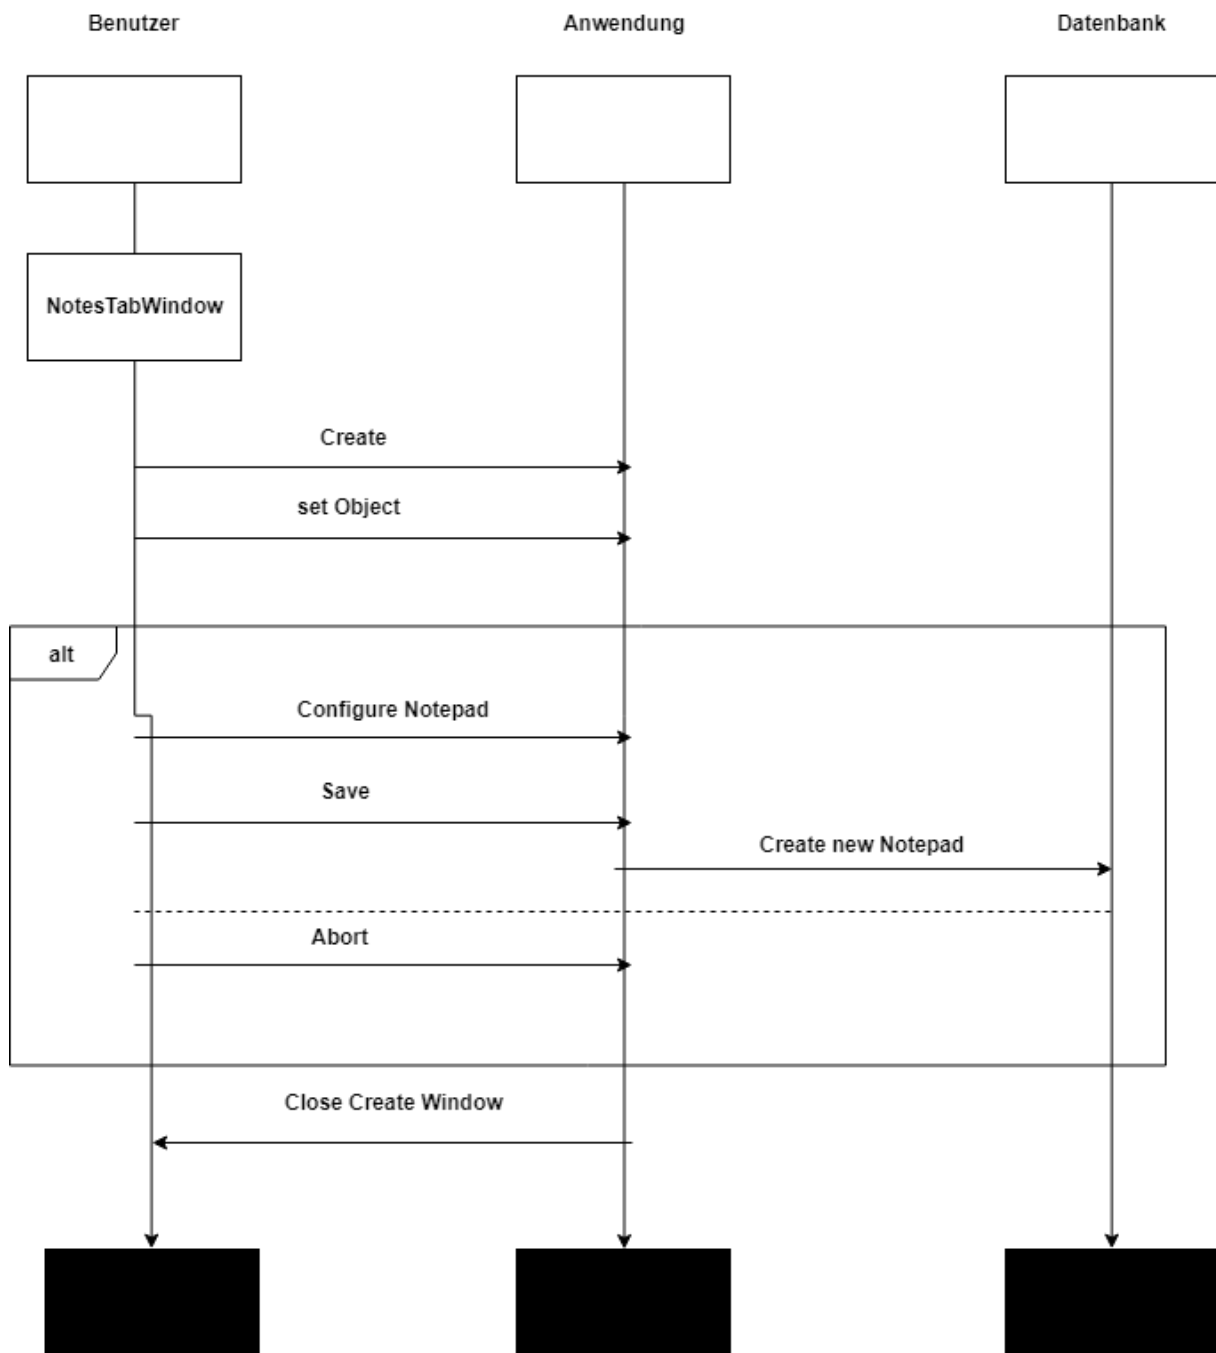 Benutzer
Anwendung
Datenbank
NotesTabWindow
Create
set Object
alt
Configure Notepad
Save
Create new Notepad
Abort
Close Create Window